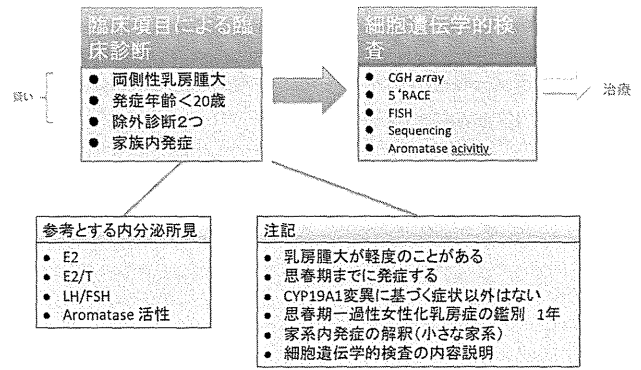 臨床項目による臨
床診断
● 両側性乳房腫大
● 発症年齢<20歳
● 除外診断2つ
● 家族内発症
細胞遺伝学的検
査
● CGH array
● 5‘RACE
● FISH
● Sequencing
● Aromatase acivitiy
治療
参考とする内分泌所見
• E2
• E2/T
• LH/FSH
• Aromatase 活性
注記
• 乳房腫大が軽度のことがある
• 思春期までに発症する
• CYP19A1変異に基づく症状以外はない
• 思春期一過性女性化乳房症の鑑別 1年
• 家系内発症の解釈(小さな家系)
• 細胞遺伝学的検査の内容説明